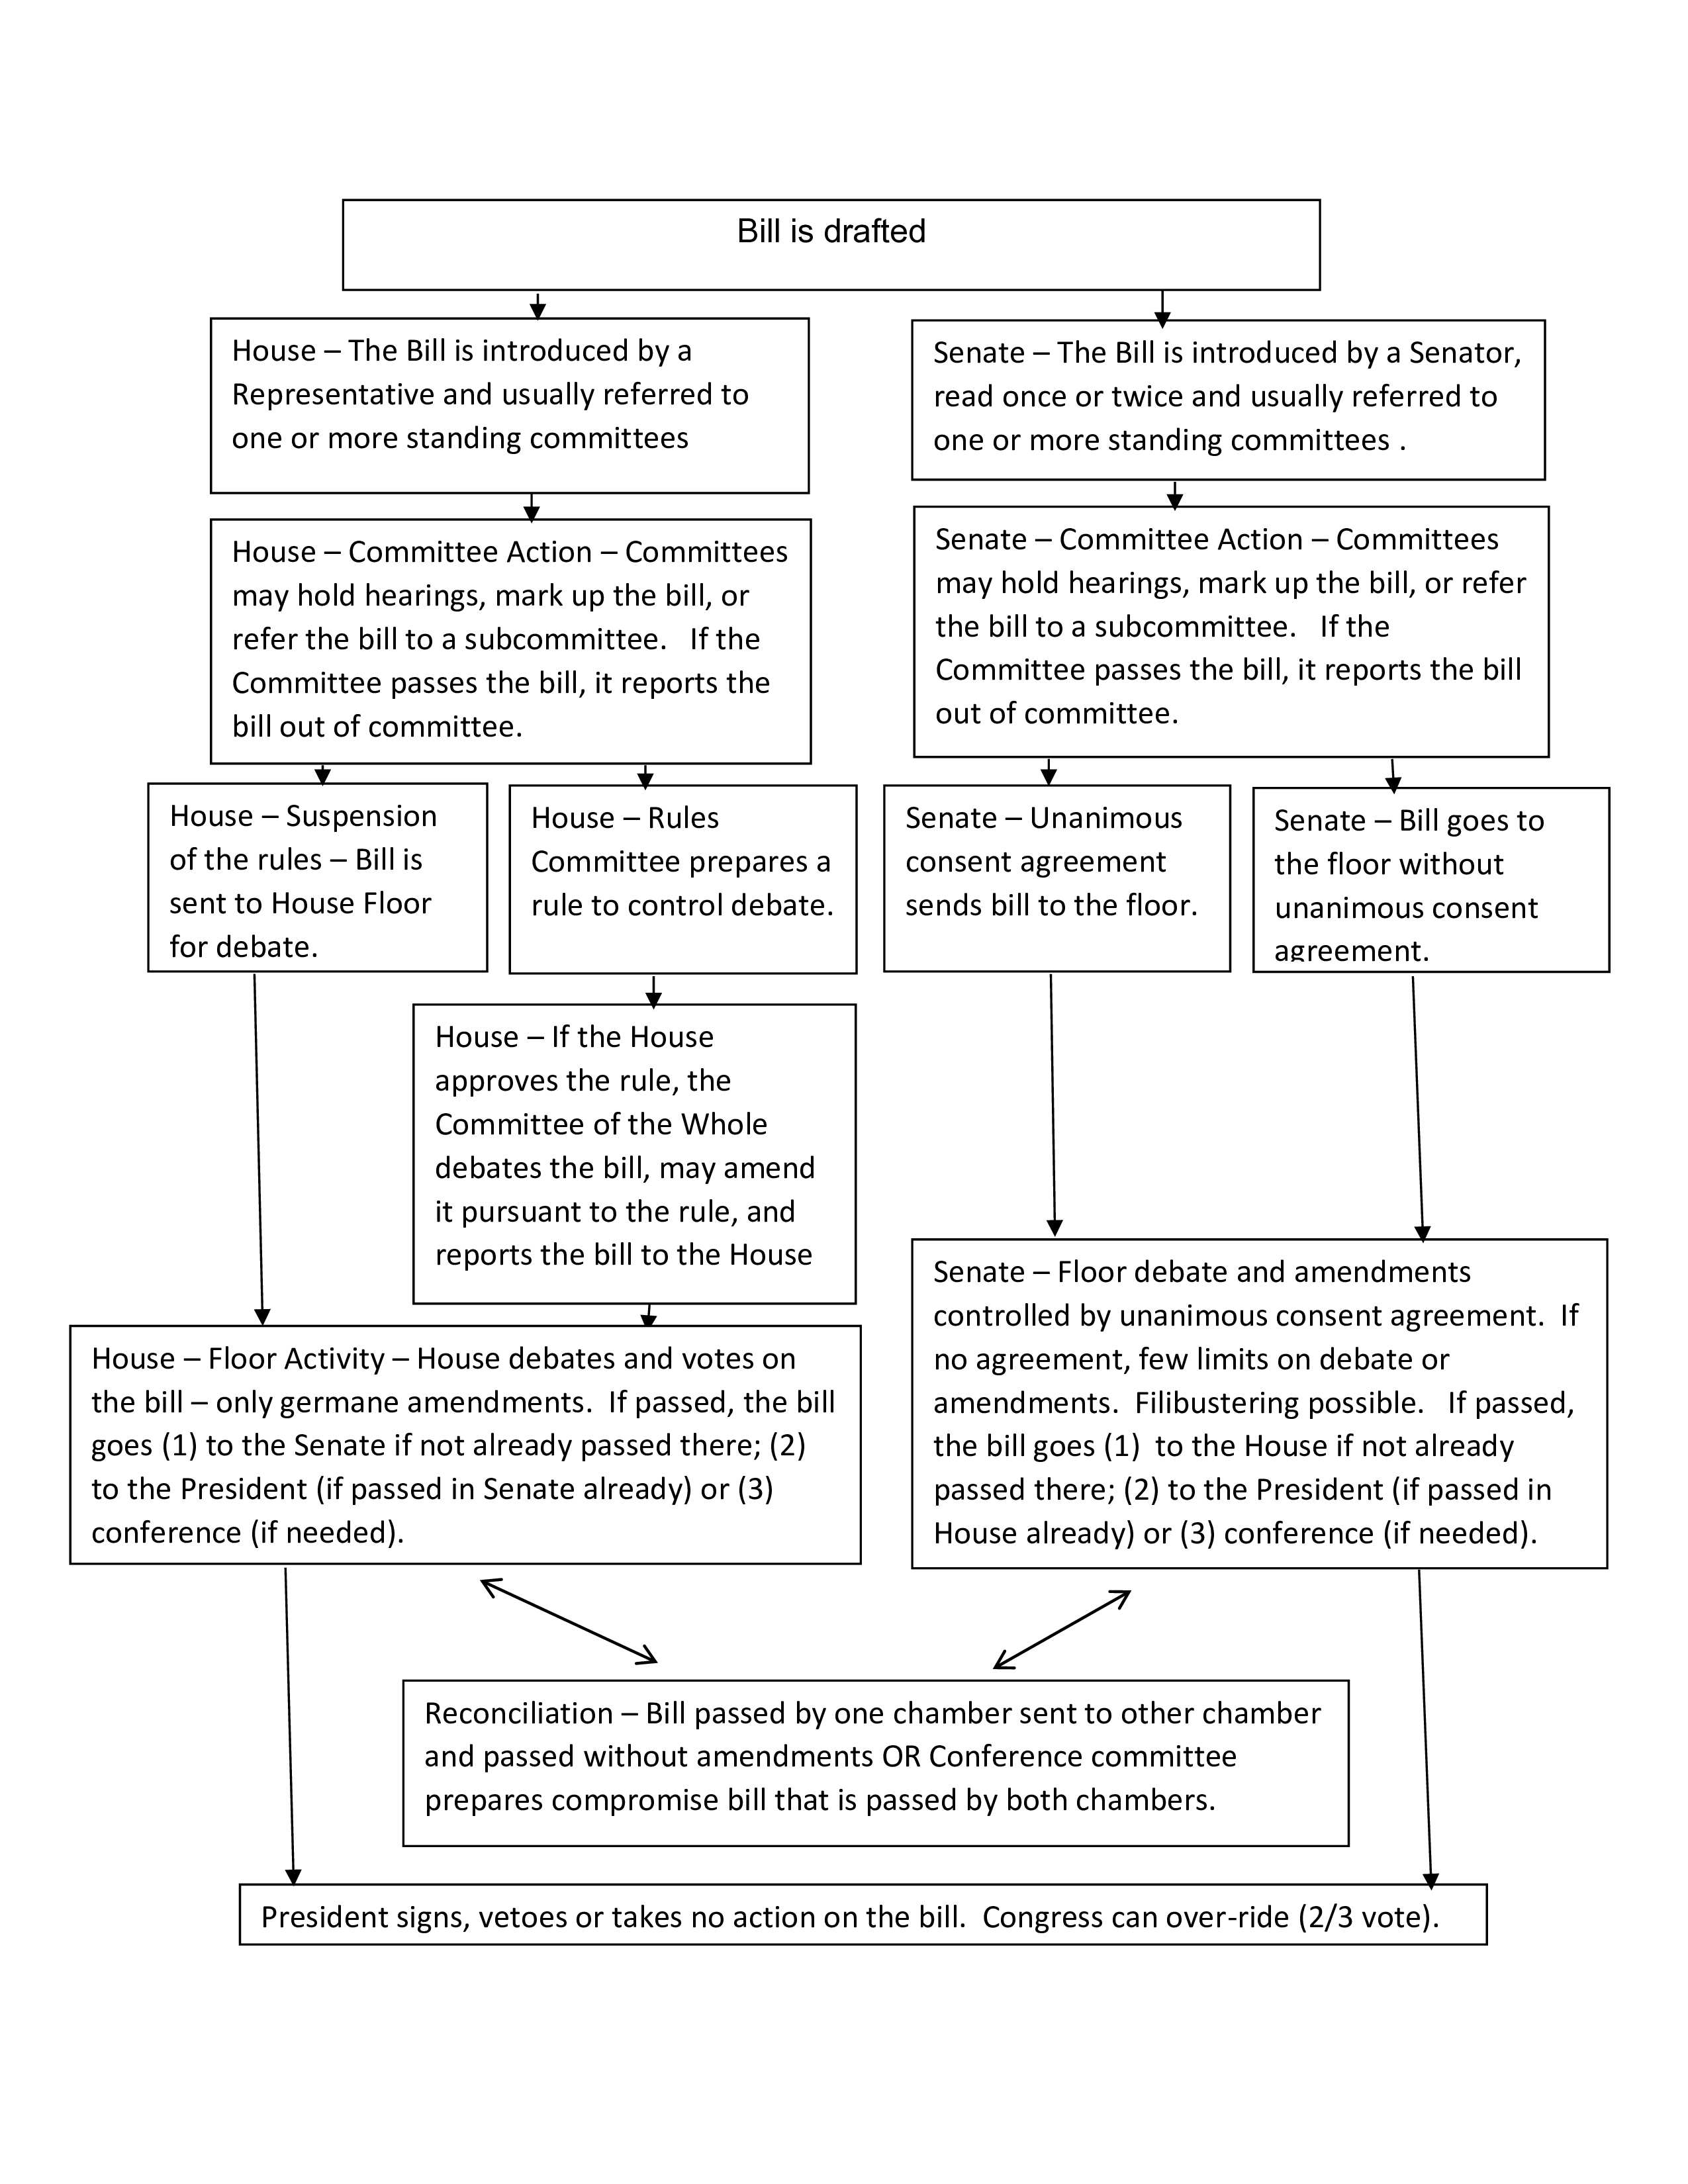 Bill is drafted
House – The Bill is introduced by a
Representative and usually referred to
one or more standing committees
Senate – The Bill is introduced by a Senator,
read once or twice and usually referred to
one or more standing committees .
House – Committee Action – Committees
may hold hearings, mark up the bill, or
refer the bill to a subcommittee.   If the
Committee passes the bill, it reports the
bill out of committee.
Senate – Committee Action – Committees
may hold hearings, mark up the bill, or refer
the bill to a subcommittee.   If the
Committee passes the bill, it reports the bill
out of committee.
House – Suspension
of the rules – Bill is
sent to House Floor
for debate.
House – Rules
Committee prepares a
rule to control debate.
Senate – Unanimous
consent agreement
sends bill to the floor.
Senate – Bill goes to
the floor without
unanimous consent
agreement.
House – If the House
approves the rule, the
Committee of the Whole
debates the bill, may amend
it pursuant to the rule, and
reports the bill to the House
House – Floor Activity – House debates and votes on
the bill – only germane amendments.  If passed, the bill
goes (1) to the Senate if not already passed there; (2)
to the President (if passed in Senate already) or (3)
conference (if needed).
Senate – Floor debate and amendments
controlled by unanimous consent agreement.  If
no agreement, few limits on debate or
amendments.  Filibustering possible.   If passed,
the bill goes (1)  to the House if not already
passed there; (2) to the President (if passed in
House already) or (3) conference (if needed).
Reconciliation – Bill passed by one chamber sent to other chamber
and passed without amendments OR Conference committee
prepares compromise bill that is passed by both chambers.
President signs, vetoes or takes no action on the bill.  Congress can over-ride (2/3 vote).